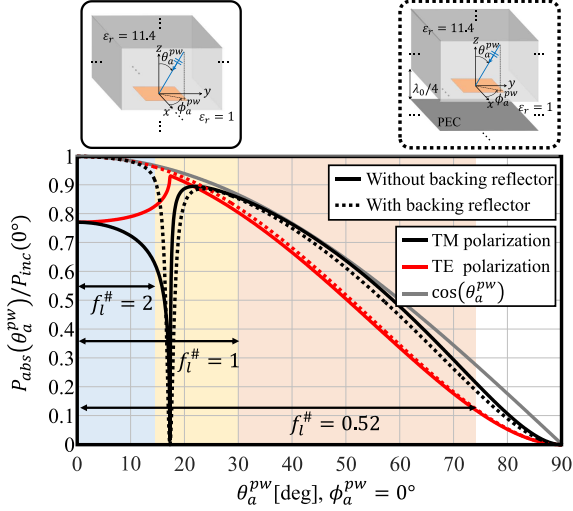 ε_r = 11.4
z
θ_a^pw
y
x
ϕ_a^pw
ε_r = 1
ε_r = 11.4
z
θ_a^pw
y
λ_0/4
x
ϕ_a^pw
ε_r = 1
PEC
P_abs(θ_a^pw)/P_inc(0°)
1
0.9
0.8
0.7
0.6
0.5
0.4
0.3
0.2
0.1
0
Without backing reflector
With backing reflector
TM polarization
TE polarization
cos(θ_a^pw)
f_l^# = 2
f_l^# = 1
f_l^# = 0.52
0 10 20 30 40 50 60 70 80 90
θ_a^pw[deg], ϕ_a^pw = 0°